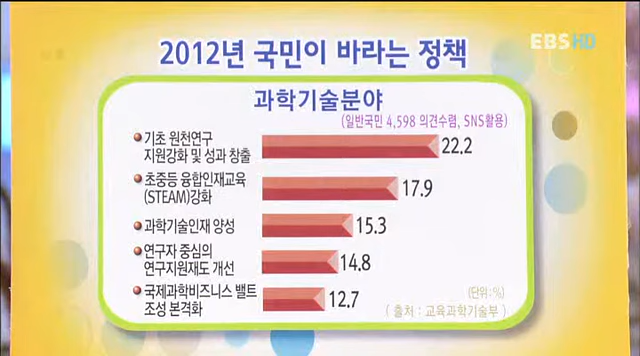 EBS HD
2012년 국민이 바라는 정책
과학기술분야
(일반국민 4,598 의견수렴, SNS활용)
기초 원천연구
지원강화 및 성과 창출
22.2
초중등 융합인재교육
(STEAM)강화
17.9
과학기술인재 양성
15.3
연구자 중심의
연구지원재도 개선
14.8
국제과학비즈니스 밸트
조성 본격화
12.7
(단위:%)
( 출처 : 교육과학기술부 )